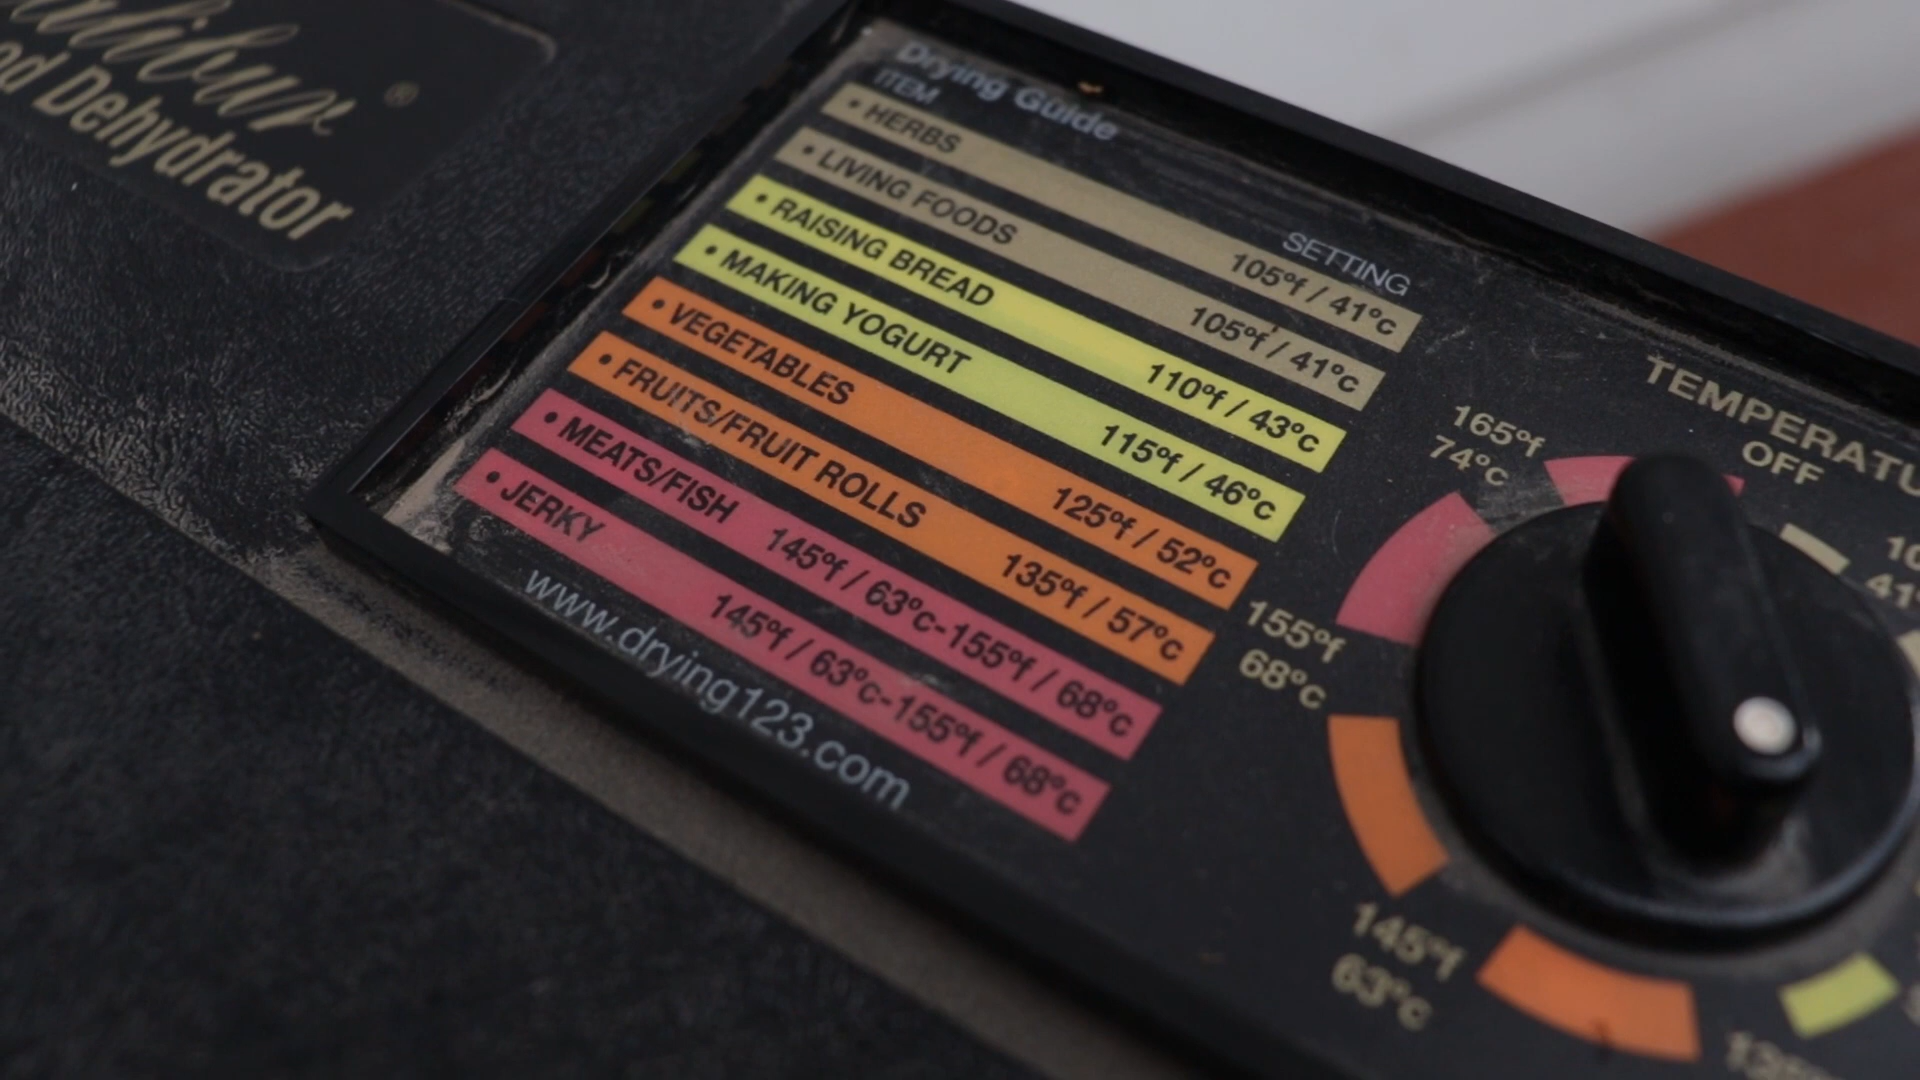 ®
Dehydrator
Drying Guide
ITEM SETTING
• HERBS 105°f / 41°c
• LIVING FOODS 105°f / 41°c
• RAISING BREAD 110°f / 43°c
• MAKING YOGURT 115°f / 46°c
• VEGETABLES 125°f / 52°c
• FRUITS/FRUIT ROLLS 135°f / 57°c
• MEATS/FISH 145°f / 63°c-155°f / 68°c
• JERKY 145°f / 63°c-155°f / 68°c
www.drying123.com
OFF
165°f
74°c
155°f
68°c
145°f
63°c